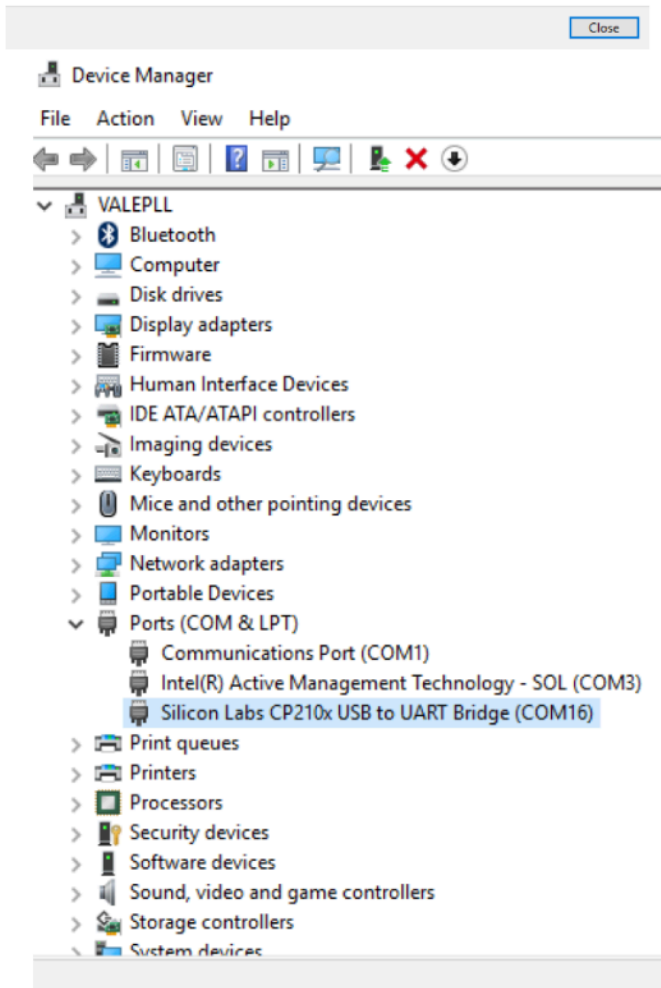 Close
Device Manager
File Action View Help
VALEPLL
Bluetooth
Computer
Disk drives
Display adapters
Firmware
Human Interface Devices
IDE ATA/ATAPI controllers
Imaging devices
Keyboards
Mice and other pointing devices
Monitors
Network adapters
Portable Devices
Ports (COM & LPT)
Communications Port (COM1)
Intel(R) Active Management Technology - SOL (COM3)
Silicon Labs CP210x USB to UART Bridge (COM16)
Print queues
Printers
Processors
Security devices
Software devices
Sound, video and game controllers
Storage controllers
System devices